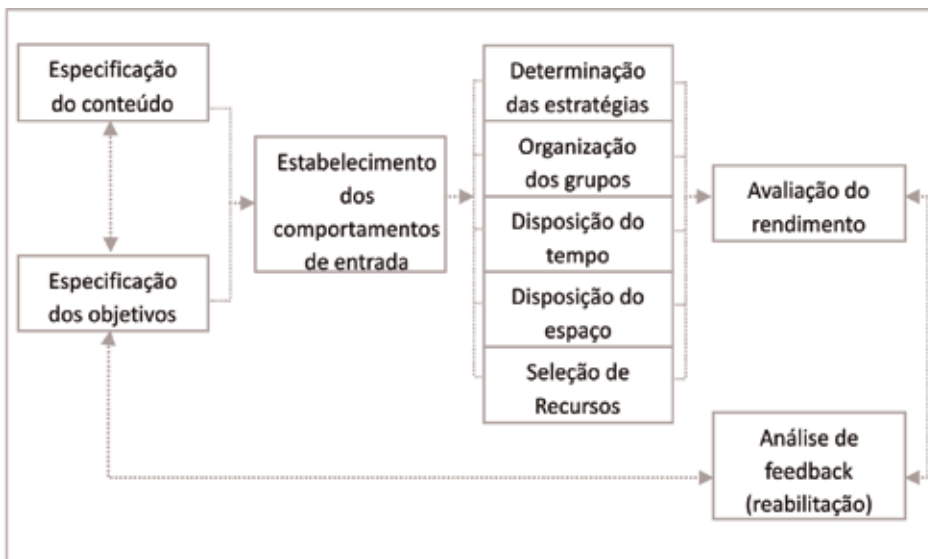 Especificação
do conteúdo
Especificação
dos objetivos
Estabelecimento
dos
comportamentos
de entrada
Determinação
das estratégias
Organização
dos grupos
Disposição do
tempo
Disposição do
espaço
Seleção de
Recursos
Avaliação do
rendimento
Análise de
feedback
(reabilitação)